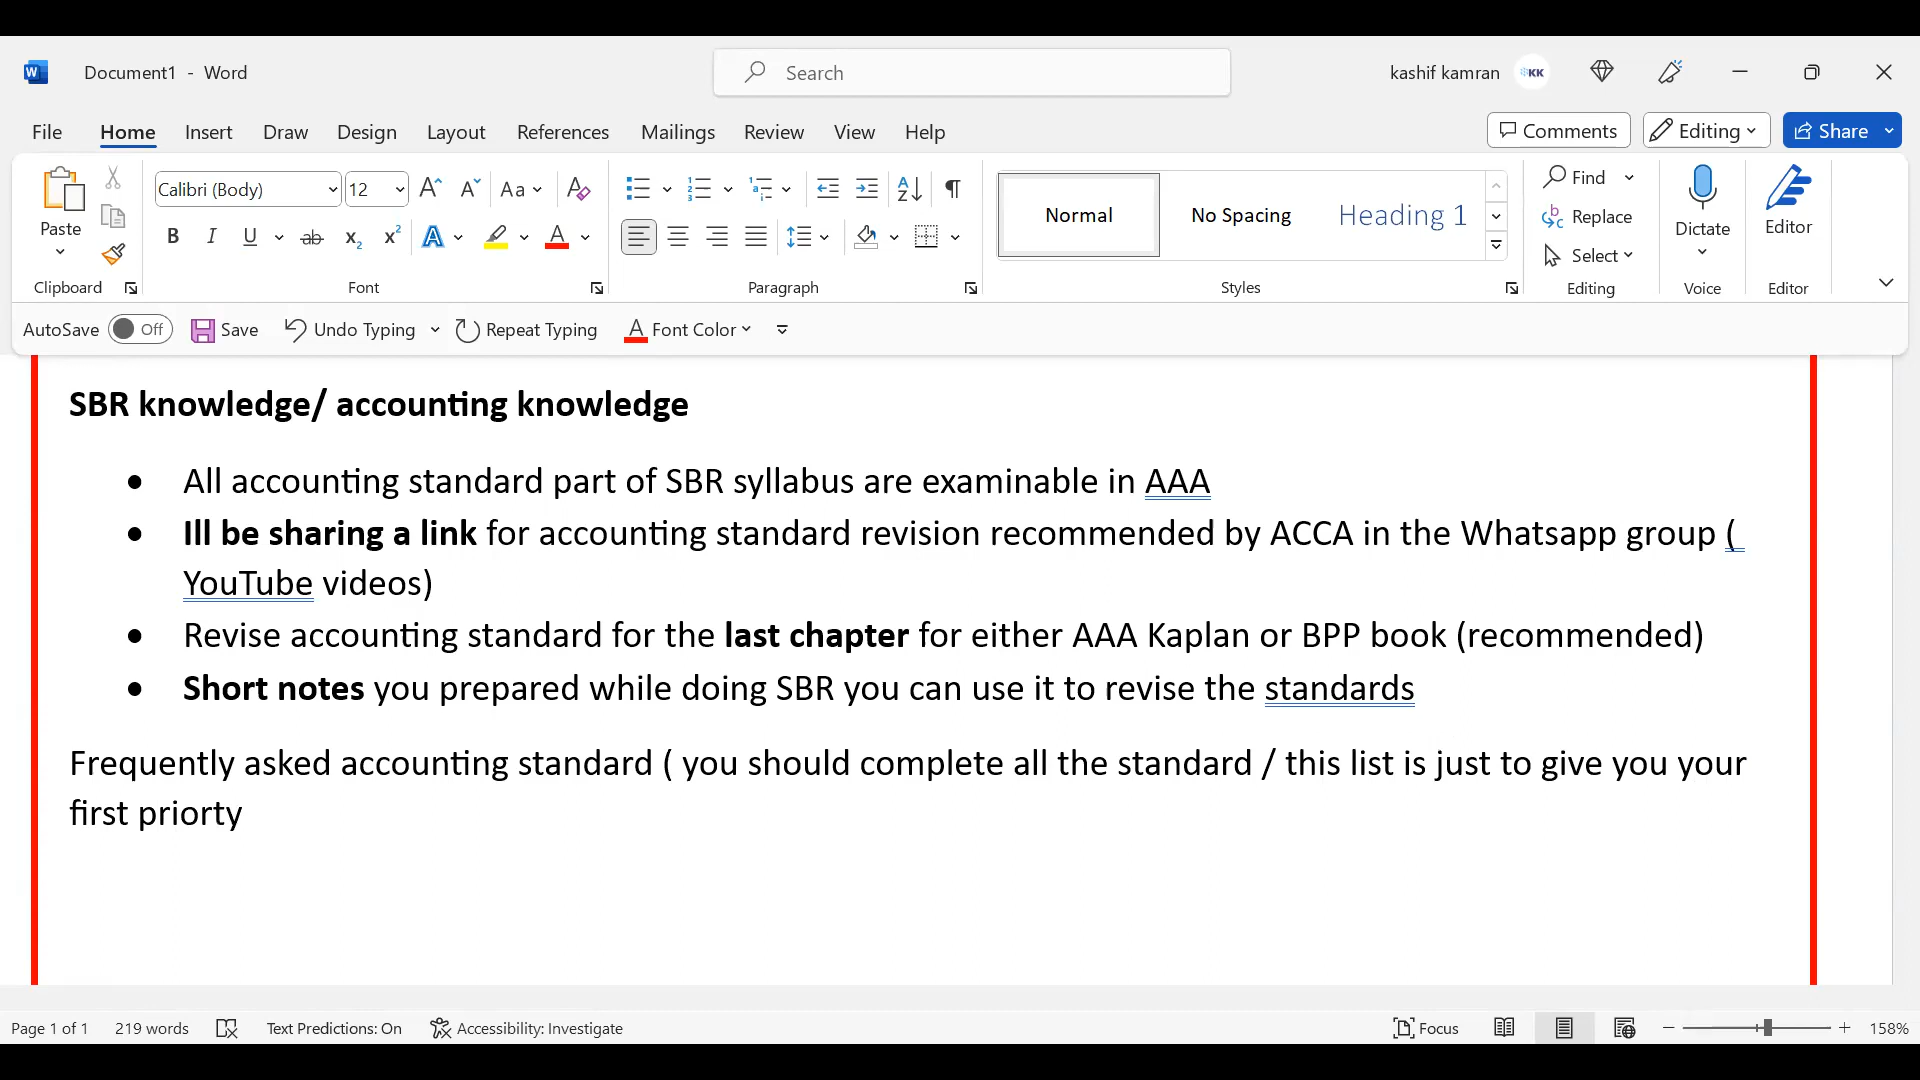 Document1 - Word
Search
kashif kamran
KK
File Home Insert Draw Design Layout References Mailings Review View Help
Comments Editing Share
Paste
Clipboard
Calibri (Body) 12
Font
Paragraph
Normal
No Spacing
Heading 1
Styles
Find
Replace
Select
Editing
Dictate
Voice
Editor
Editor
AutoSave Off Save Undo Typing Repeat Typing Font Color
SBR knowledge/ accounting knowledge
• All accounting standard part of SBR syllabus are examinable in AAA
• Ill be sharing a link for accounting standard revision recommended by ACCA in the Whatsapp group (
YouTube videos)
• Revise accounting standard for the last chapter for either AAA Kaplan or BPP book (recommended)
• Short notes you prepared while doing SBR you can use it to revise the standards
Frequently asked accounting standard ( you should complete all the standard / this list is just to give you your
first priorty
Page 1 of 1 219 words Text Predictions: On Accessibility: Investigate Focus 158%